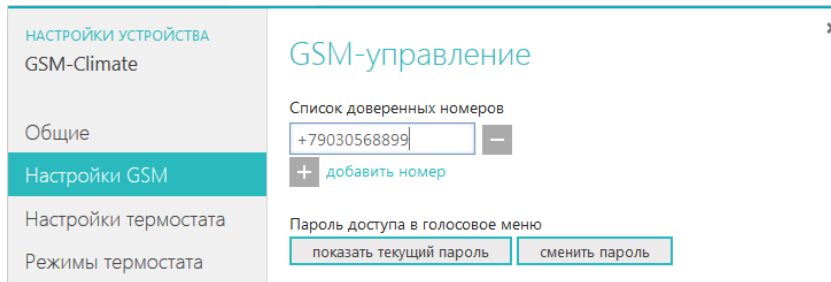 НАСТРОЙКИ УСТРОЙСТВА
GSM-Climate
Общие
Настройки GSM
Настройки термостата
Режимы термостата
GSM-управление
Список доверенных номеров
+79030568899
добавить номер
Пароль доступа в голосовое меню
показать текущий пароль сменить пароль